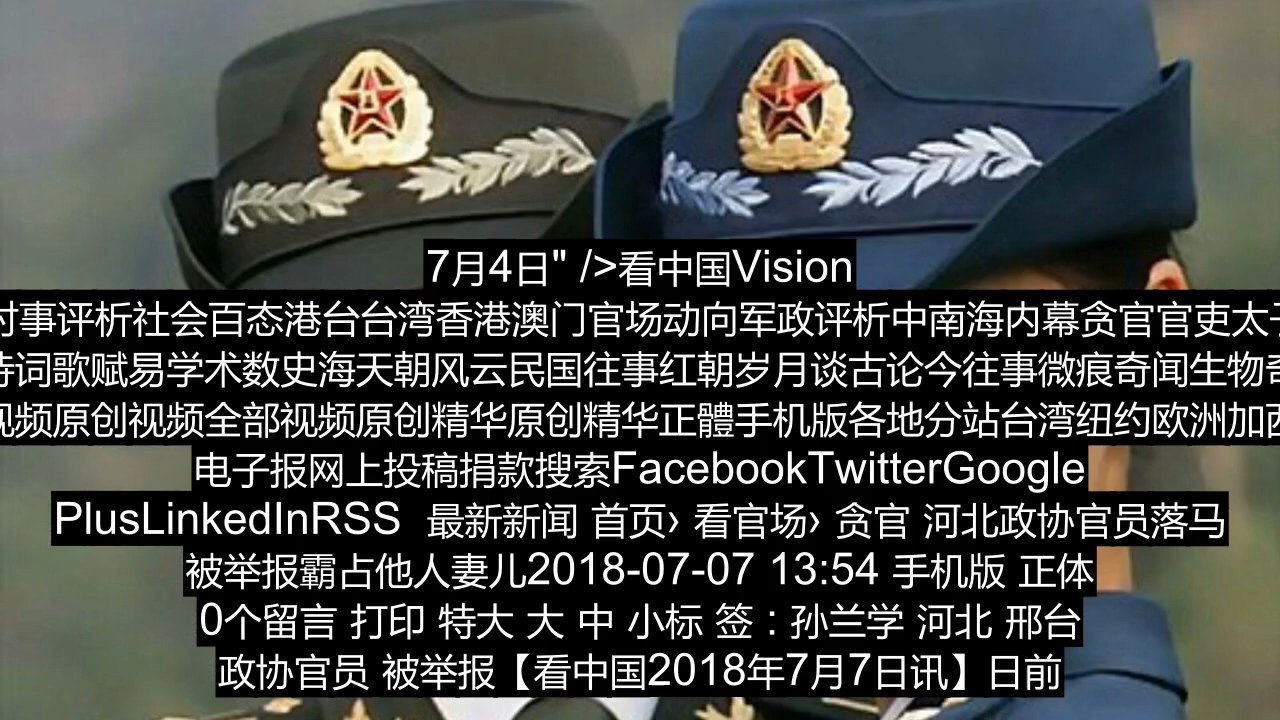 7月4日" />看中国Vision
时事评析社会百态港台台湾香港澳门官场动向军政评析中南海内幕贪官官吏太子
诗词歌赋易学术数史海天朝风云民国往事红朝岁月谈古论今往事微痕奇闻生物奇
视频原创视频全部视频原创精华原创精华正體手机版各地分站台湾纽约欧洲加西
电子报网上投稿捐款搜索FacebookTwitterGoogle
PlusLinkedInRSS 最新新闻 首页› 看官场› 贪官 河北政协官员落马
被举报霸占他人妻儿2018-07-07 13:54 手机版 正体
0个留言 打印 特大 大 中 小标 签：孙兰学 河北 邢台
政协官员 被举报【看中国2018年7月7日讯】日前